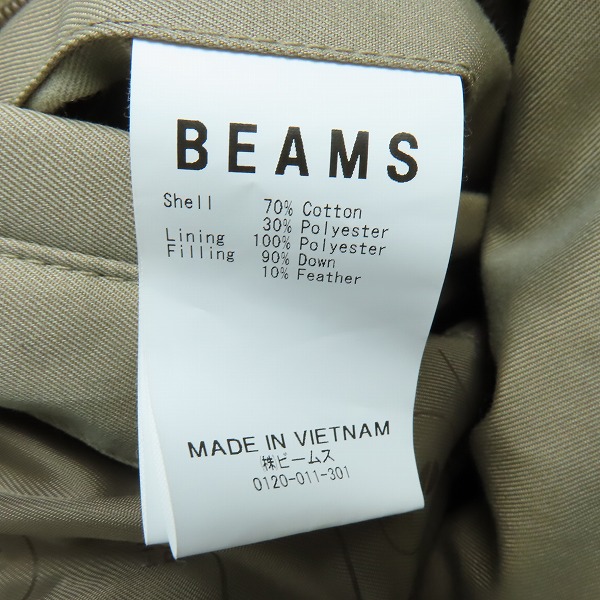 BEAMS
Shell 70% Cotton
30% Polyester
Lining 100% Polyester
Filling 90% Down
10% Feather
MADE IN VIETNAM
㈱ビームス
0120-011-301